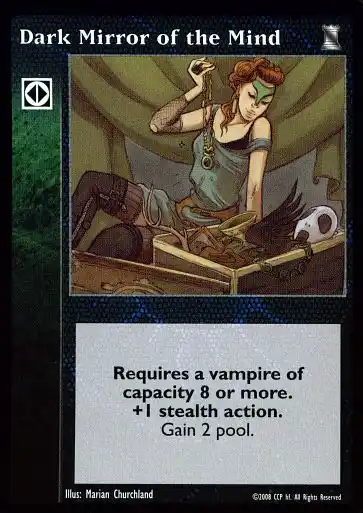 Dark Mirror of the Mind
Requires a vampire of
capacity 8 or more.
+1 stealth action.
Gain 2 pool.
Illus: Marian Churchland
©2008 CCP hf. All Rights Reserved